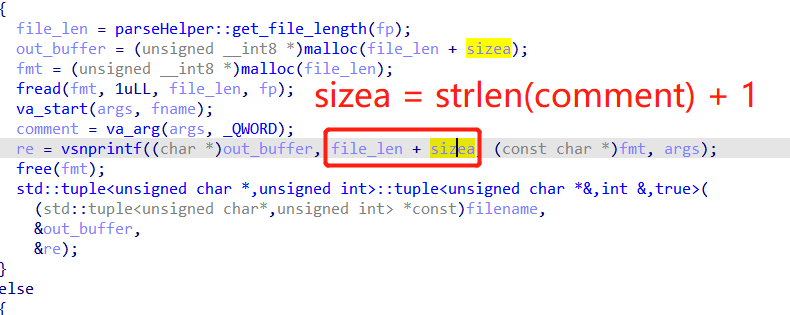 {
file_len = parseHelper::get_file_length(fp);
out_buffer = (unsigned __int8 *)malloc(file_len + sizea);
fmt = (unsigned __int8 *)malloc(file_len);
fread(fmt, 1uLL, file_len, fp);
sizea = strlen(comment) + 1
va_start(args, fname);
comment = va_arg(args, _QWORD);
re = vsnprintf((char *)out_buffer, file_len + sizea (const char *)fmt, args);
free(fmt);
std::tuple<unsigned char *,unsigned int>::tuple<unsigned char *&,int &,true>(
(std::tuple<unsigned char*,unsigned int> *const)filename,
&out_buffer,
&re);
}
else
{